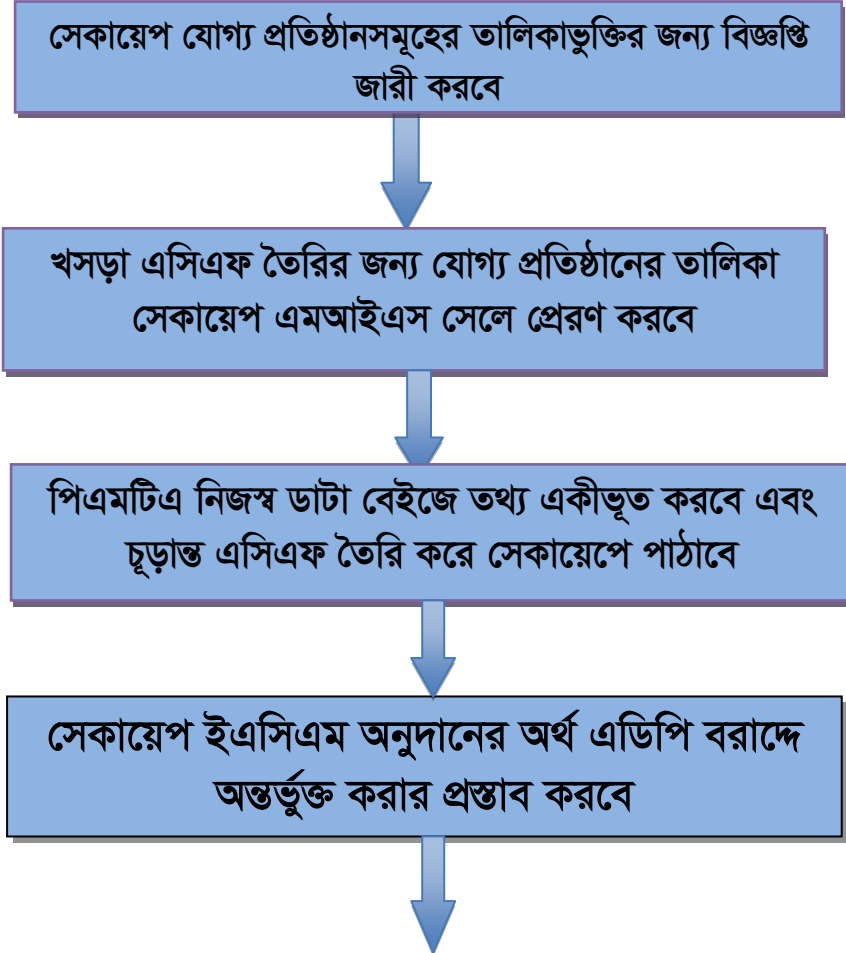 সেকায়েপ যোগ্য প্রতিষ্ঠানসমূহের তালিকাভুক্তির জন্য বিজ্ঞপ্তি
জারী করবে
খসড়া এসিএফ তৈরির জন্য যোগ্য প্রতিষ্ঠানের তালিকা
সেকায়েপ এমআইএস সেলে প্রেরণ করবে
পিএমটিএ নিজস্ব ডাটা বেইজে তথ্য একীভূত করবে এবং
চূড়ান্ত এসিএফ তৈরি করে সেকায়েপে পাঠাবে
সেকায়েপ ইএসিএম অনুদানের অর্থ এডিপি বরাদ্দে
অন্তর্ভুক্ত করার প্রস্তাব করবে